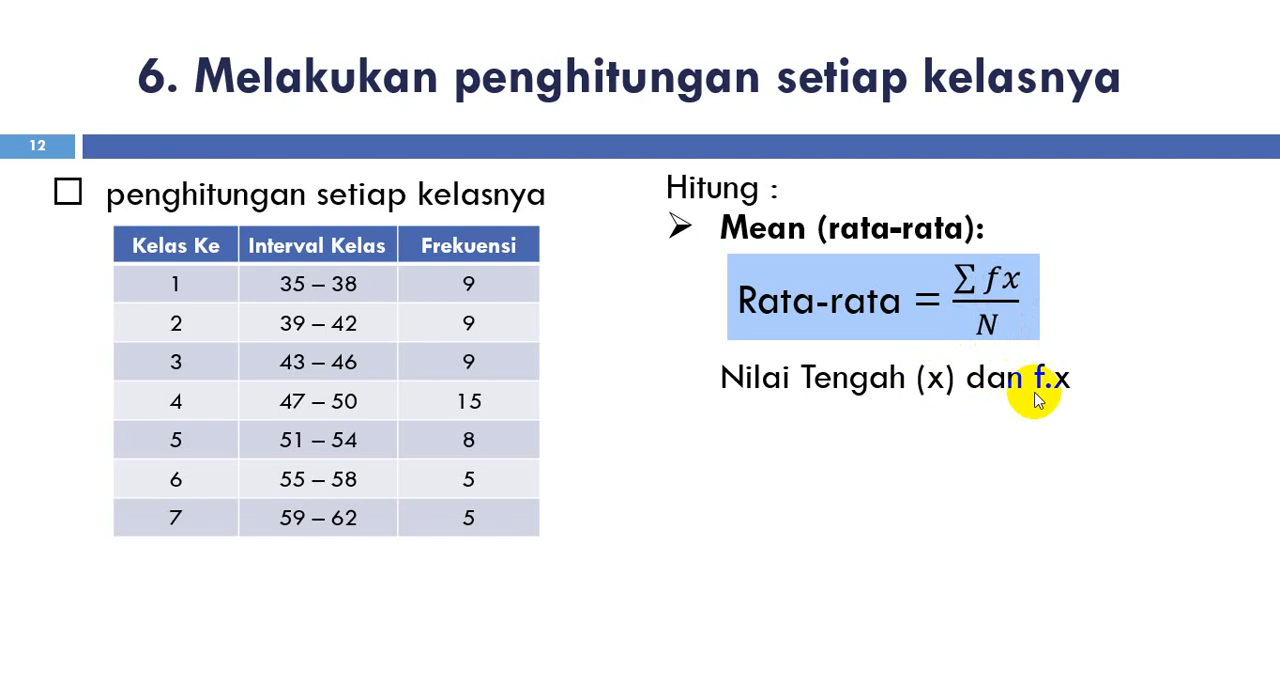 6. Melakukan penghitungan setiap kelasnya
12
☐ penghitungan setiap kelasnya
Kelas Ke Interval Kelas Frekuensi
1 35 – 38 9
2 39 – 42 9
3 43 – 46 9
4 47 – 50 15
5 51 – 54 8
6 55 – 58 5
7 59 – 62 5
Hitung :
➢ Mean (rata-rata):
Rata-rata = ∑ fx / N
Nilai Tengah (x) dan f.x